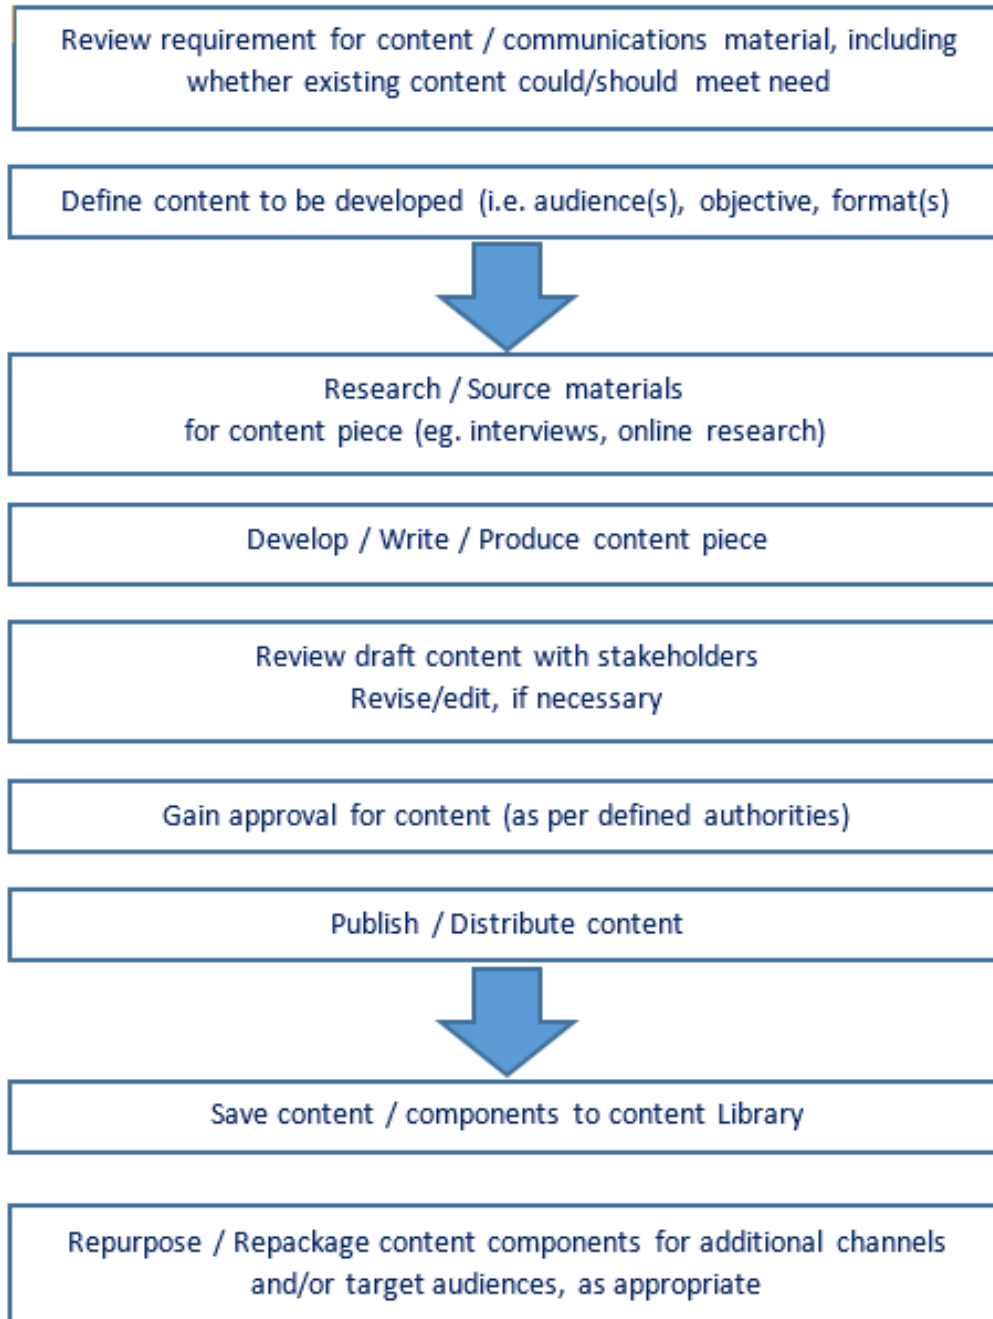 Review requirement for content / communications material, including
whether existing content could/should meet need
Define content to be developed (i.e. audience(s), objective, format(s)
Research / Source materials
for content piece (eg. interviews, online research)
Develop / Write / Produce content piece
Review draft content with stakeholders
Revise/edit, if necessary
Gain approval for content (as per defined authorities)
Publish / Distribute content
Save content / components to content Library
Repurpose / Repackage content components for additional channels
and/or target audiences, as appropriate